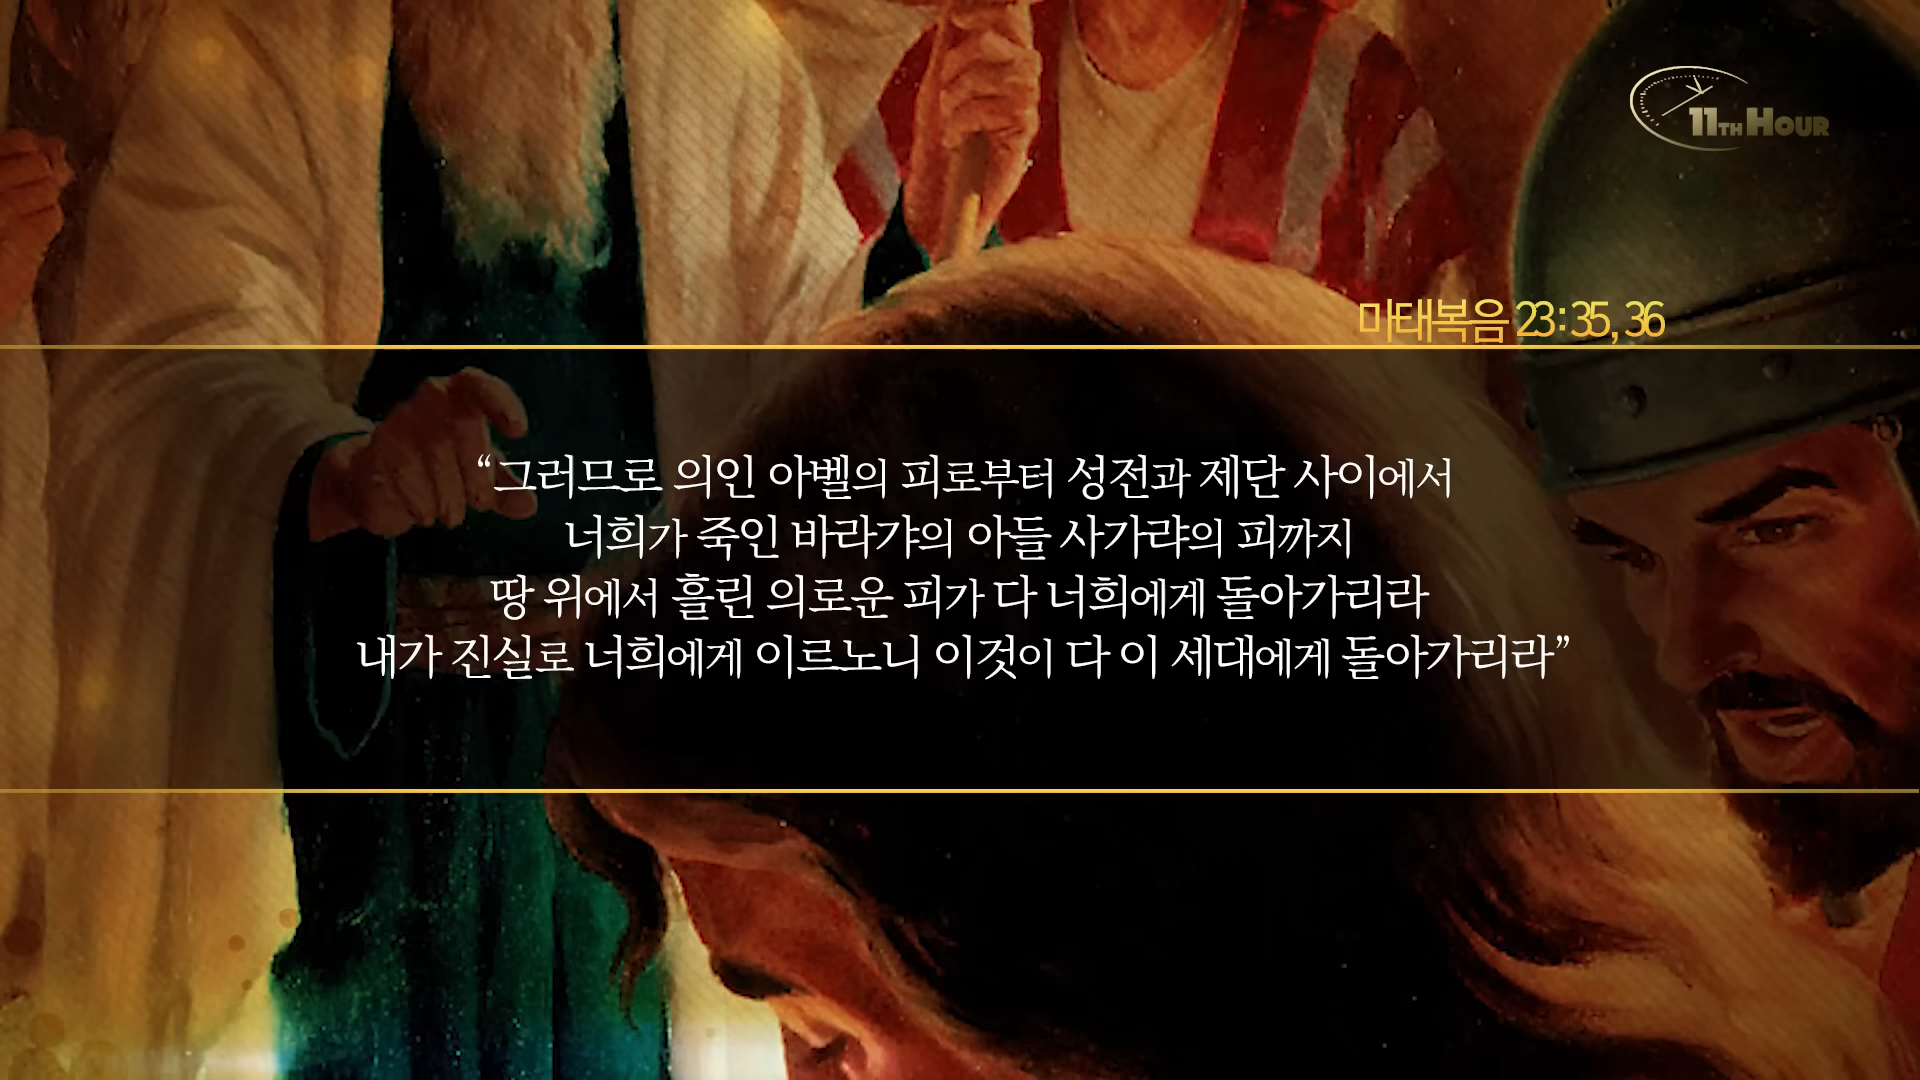 11TH HOUR
마태복음 23:35, 36
“그러므로 의인 아벨의 피로부터 성전과 제단 사이에서
너희가 죽인 바라갸의 아들 사가랴의 피까지
땅 위에서 흘린 의로운 피가 다 너희에게 돌아가리라
내가 진실로 너희에게 이르노니 이것이 다 이 세대에게 돌아가리라”